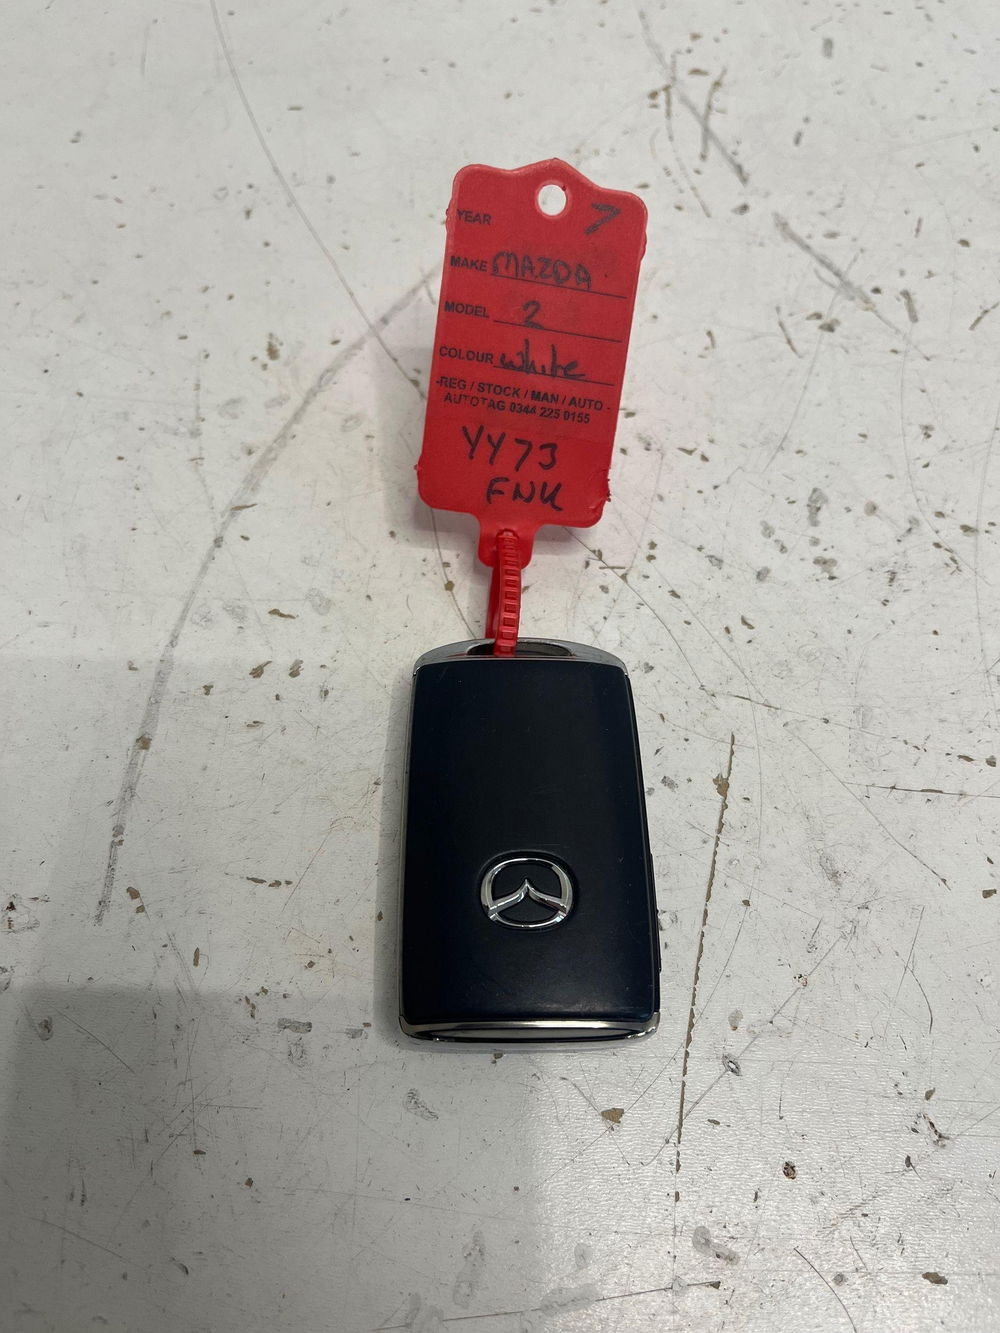 7
YEAR
MAKE MAZDA
MODEL 2
COLOUR white
-REG / STOCK / MAN / AUTO -
AUTOTAG 0344 225 0155
YY73
FNK